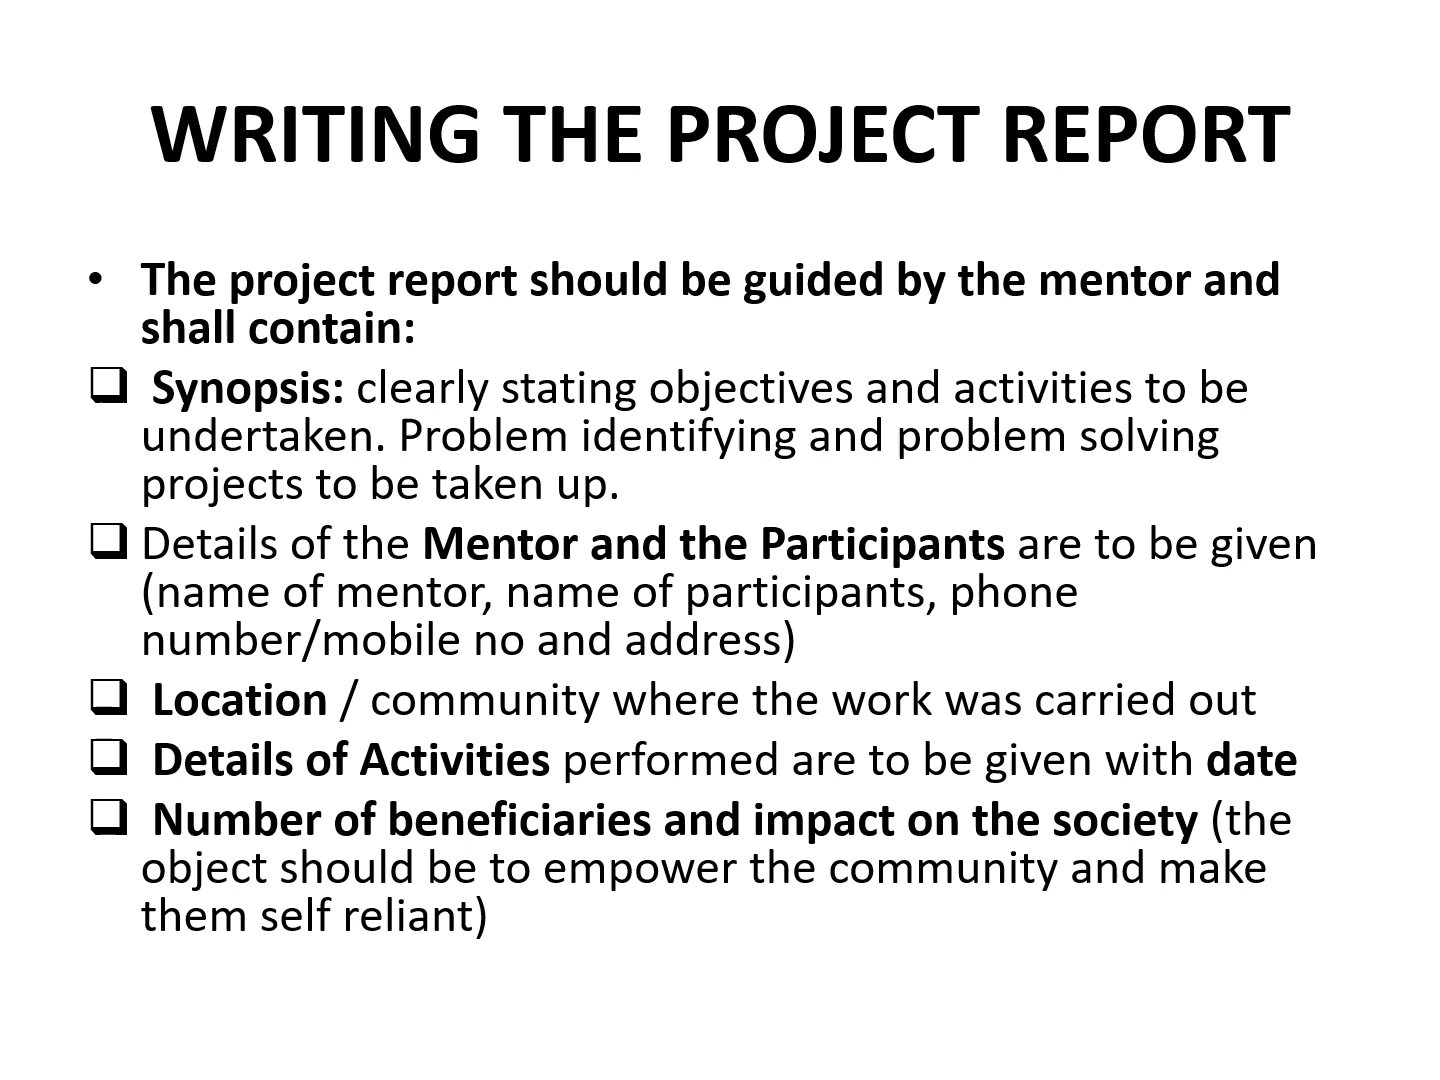 WRITING THE PROJECT REPORT
• The project report should be guided by the mentor and
shall contain:
❑ Synopsis: clearly stating objectives and activities to be
undertaken. Problem identifying and problem solving
projects to be taken up.
❑ Details of the Mentor and the Participants are to be given
(name of mentor, name of participants, phone
number/mobile no and address)
❑ Location / community where the work was carried out
❑ Details of Activities performed are to be given with date
❑ Number of beneficiaries and impact on the society (the
object should be to empower the community and make
them self reliant)